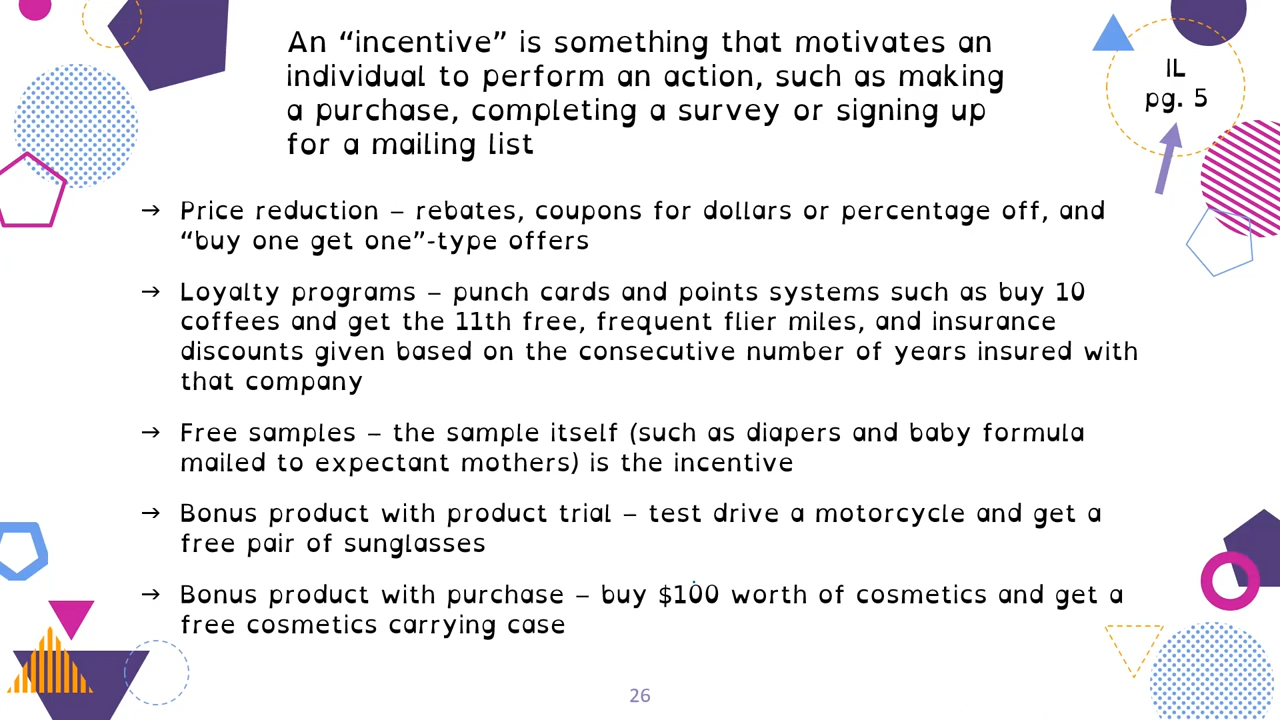 An “incentive” is something that motivates an
individual to perform an action, such as making
a purchase, completing a survey or signing up
for a mailing list
IL
pg. 5
→ Price reduction – rebates, coupons for dollars or percentage off, and
“buy one get one”-type offers
→ Loyalty programs – punch cards and points systems such as buy 10
coffees and get the 11th free, frequent flier miles, and insurance
discounts given based on the consecutive number of years insured with
that company
→ Free samples – the sample itself (such as diapers and baby formula
mailed to expectant mothers) is the incentive
→ Bonus product with product trial – test drive a motorcycle and get a
free pair of sunglasses
→ Bonus product with purchase – buy $100 worth of cosmetics and get a
free cosmetics carrying case
26